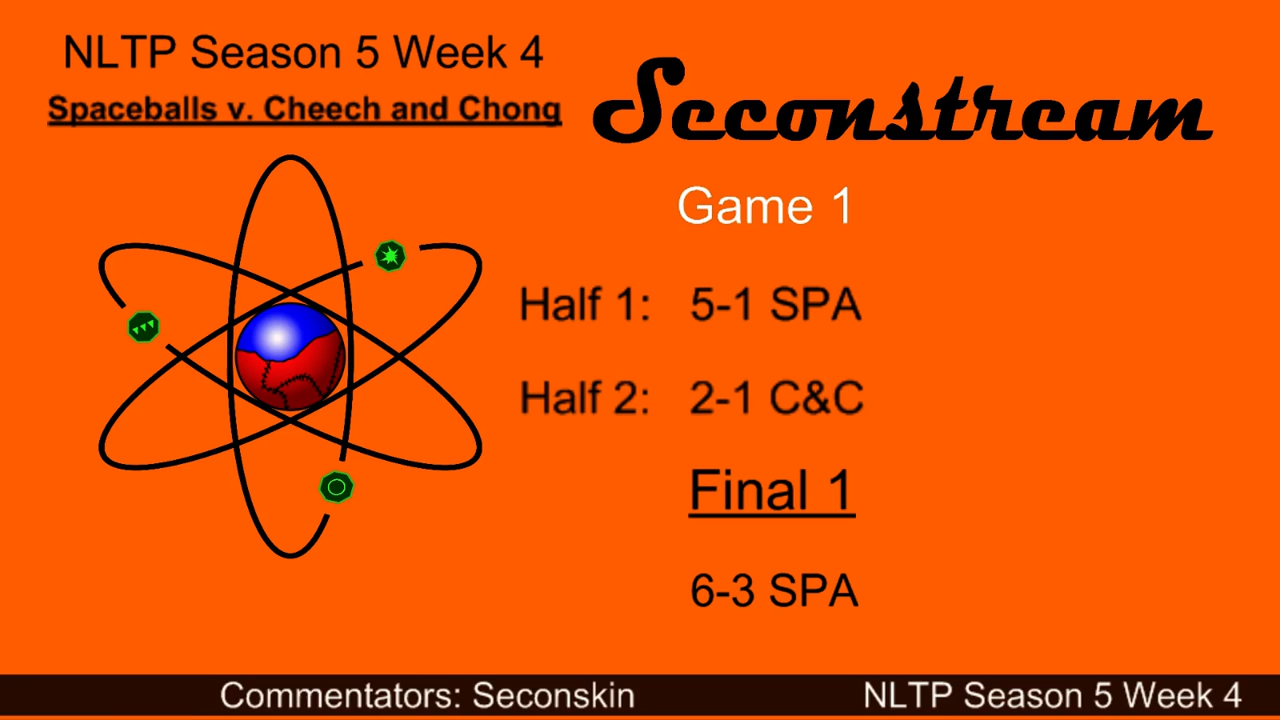 NLTP Season 5 Week 4
Spaceballs v. Cheech and Chong
Seconstream
Game 1
Half 1: 5-1 SPA
Half 2: 2-1 C&C
Final 1
6-3 SPA
Commentators: Seconskin
NLTP Season 5 Week 4